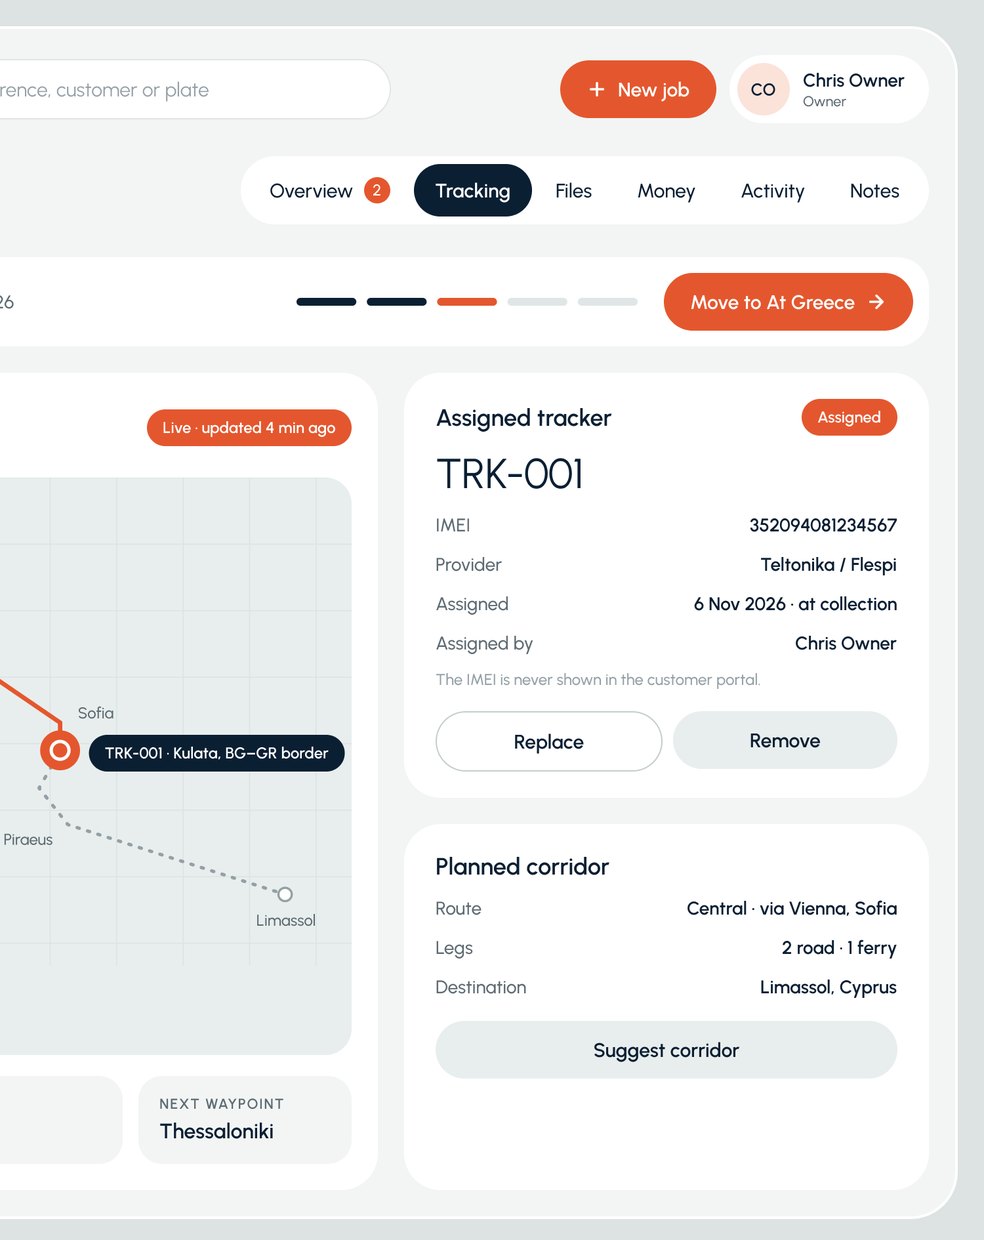 rence, customer or plate
+ New job
CO
Chris Owner
Owner
Overview 2
Tracking
Files
Money
Activity
Notes
26
Move to At Greece →
Live · updated 4 min ago
Sofia
TRK-001 · Kulata, BG–GR border
Piraeus
Limassol
NEXT WAYPOINT
Thessaloniki
Assigned tracker
Assigned
TRK-001
IMEI 352094081234567
Provider Teltonika / Flespi
Assigned 6 Nov 2026 · at collection
Assigned by Chris Owner
The IMEI is never shown in the customer portal.
Replace
Remove
Planned corridor
Route Central · via Vienna, Sofia
Legs 2 road · 1 ferry
Destination Limassol, Cyprus
Suggest corridor